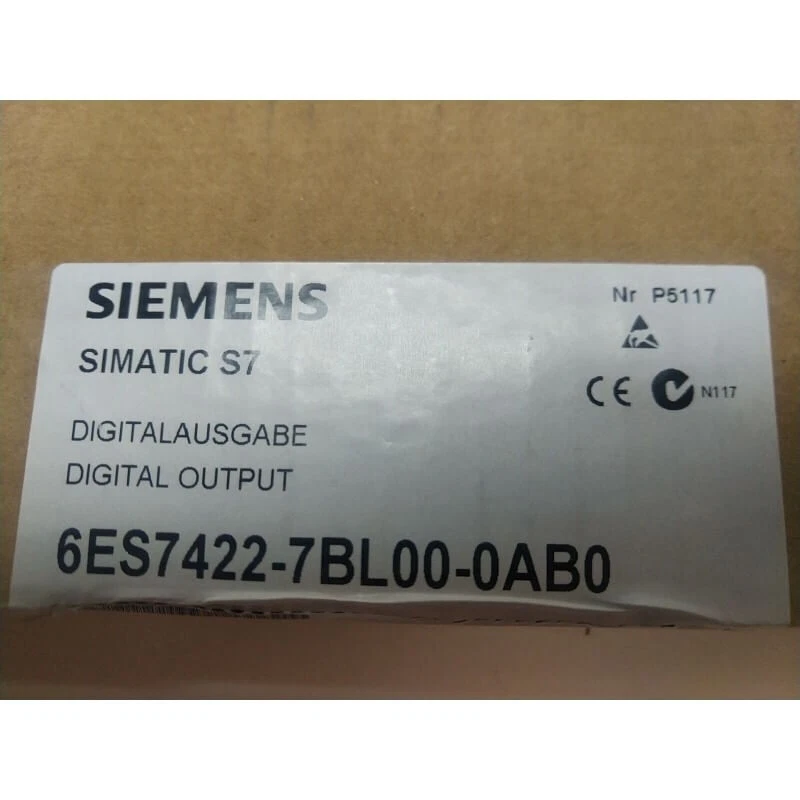 SIEMENS
Nr P5117
SIMATIC S7
CE N117
DIGITALAUSGABE
DIGITAL OUTPUT
6ES7422-7BL00-0AB0